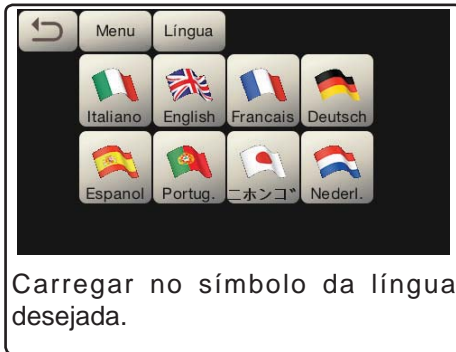 Menu Língua
Italiano English Francais Deutsch
Espanol Portug. ニホンゴ Nederl.
Carregar no símbolo da língua
desejada.